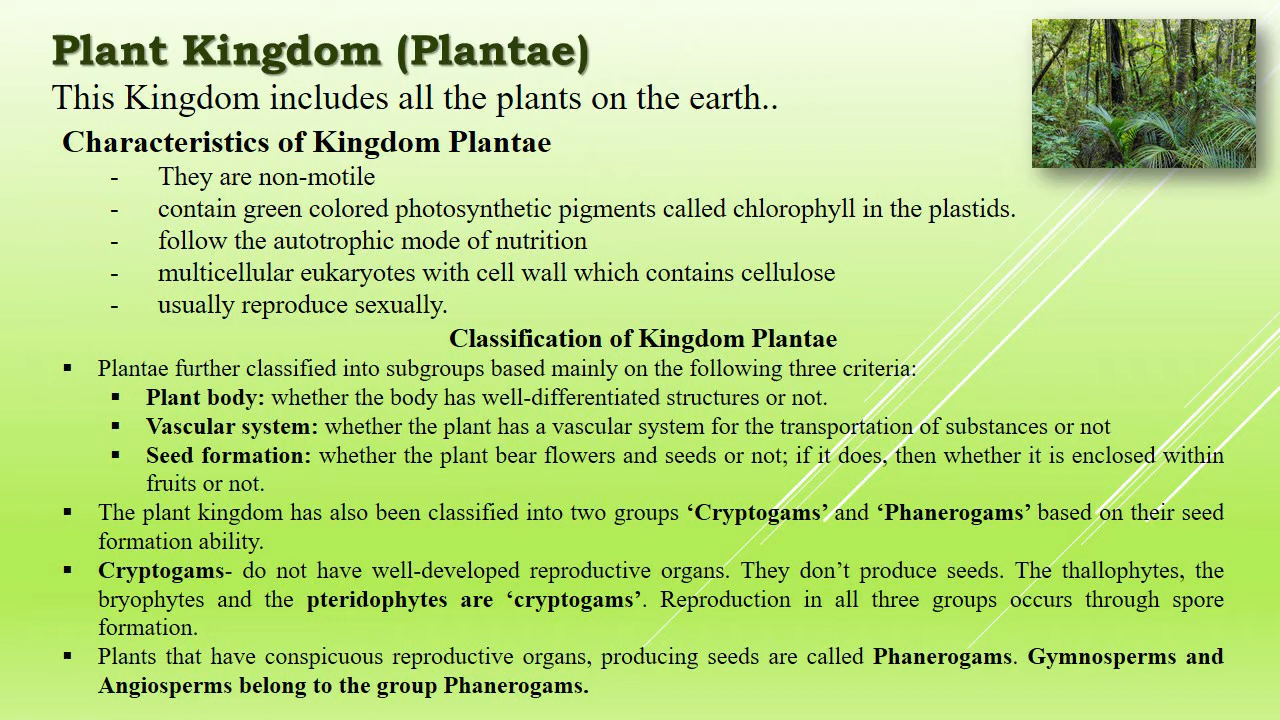 Plant Kingdom (Plantae)
This Kingdom includes all the plants on the earth..
Characteristics of Kingdom Plantae
- They are non-motile
- contain green colored photosynthetic pigments called chlorophyll in the plastids.
- follow the autotrophic mode of nutrition
- multicellular eukaryotes with cell wall which contains cellulose
- usually reproduce sexually.
Classification of Kingdom Plantae
▪ Plantae further classified into subgroups based mainly on the following three criteria:
▪ Plant body: whether the body has well-differentiated structures or not.
▪ Vascular system: whether the plant has a vascular system for the transportation of substances or not
▪ Seed formation: whether the plant bear flowers and seeds or not; if it does, then whether it is enclosed within
fruits or not.
▪ The plant kingdom has also been classified into two groups ‘Cryptogams’ and ‘Phanerogams’ based on their seed
formation ability.
▪ Cryptogams- do not have well-developed reproductive organs. They don’t produce seeds. The thallophytes, the
bryophytes and the pteridophytes are ‘cryptogams’. Reproduction in all three groups occurs through spore
formation.
▪ Plants that have conspicuous reproductive organs, producing seeds are called Phanerogams. Gymnosperms and
Angiosperms belong to the group Phanerogams.